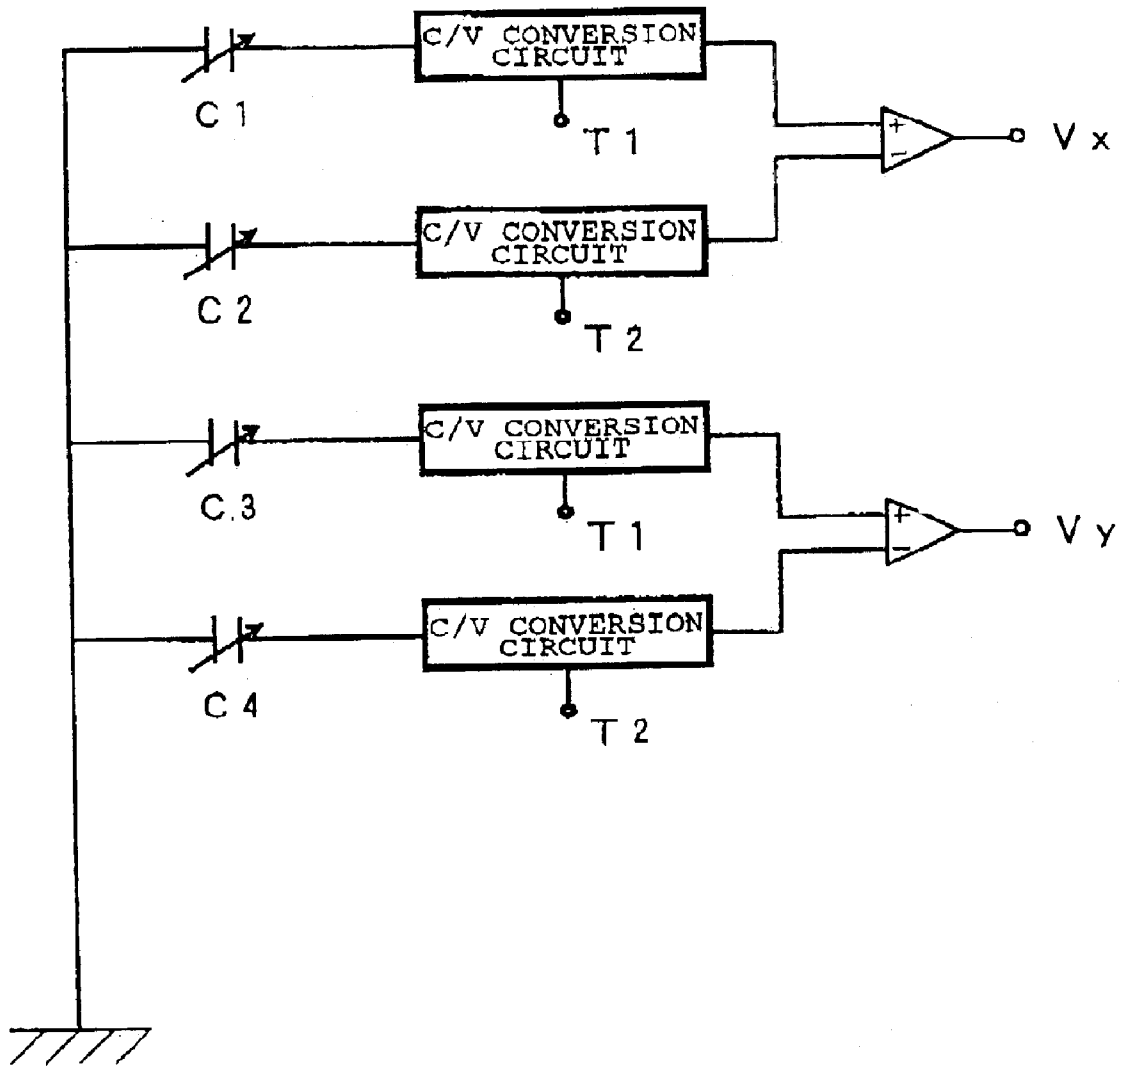 C/V CONVERSION
CIRCUIT
C 1
T 1
+
−
V x
C/V CONVERSION
CIRCUIT
C 2
T 2
C/V CONVERSION
CIRCUIT
C.3
T 1
+
−
V y
C/V CONVERSION
CIRCUIT
C 4
T 2